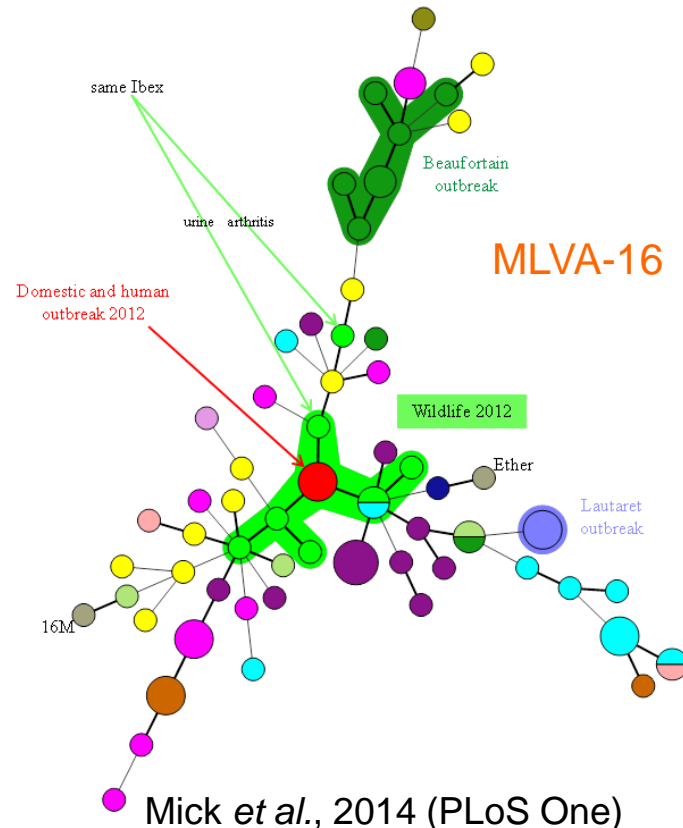 same Ibex
Beaufortain
outbreak
urine arthritis
MLVA-16
Domestic and human
outbreak 2012
Wildlife 2012
Ether
Lautaret
outbreak
16M
Mick et al., 2014 (PLoS One)